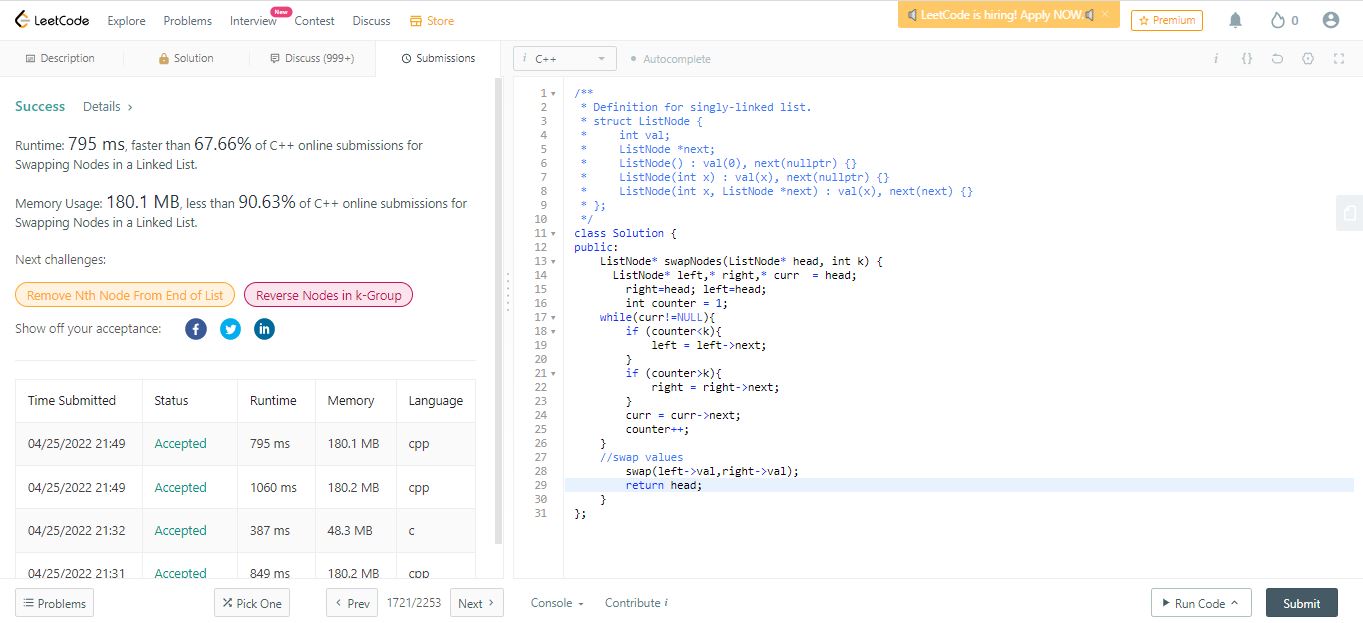 LeetCode Explore Problems Interview New Contest Discuss Store LeetCode is hiring! Apply NOW. × Premium 0
Description Solution Discuss (999+) Submissions i C++ Autocomplete i {}
Success Details >
Runtime: 795 ms, faster than 67.66% of C++ online submissions for
Swapping Nodes in a Linked List.
Memory Usage: 180.1 MB, less than 90.63% of C++ online submissions for
Swapping Nodes in a Linked List.
Next challenges:
Remove Nth Node From End of List Reverse Nodes in k-Group
Show off your acceptance: f in
Time Submitted Status Runtime Memory Language
04/25/2022 21:49 Accepted 795 ms 180.1 MB cpp
04/25/2022 21:49 Accepted 1060 ms 180.2 MB cpp
04/25/2022 21:32 Accepted 387 ms 48.3 MB c
04/25/2022 21:31 Accepted 849 ms 180.2 MB cpp
1 /**
2 * Definition for singly-linked list.
3 * struct ListNode {
4 *     int val;
5 *     ListNode *next;
6 *     ListNode() : val(0), next(nullptr) {}
7 *     ListNode(int x) : val(x), next(nullptr) {}
8 *     ListNode(int x, ListNode *next) : val(x), next(next) {}
9 * };
10 */
11 class Solution {
12 public:
13     ListNode* swapNodes(ListNode* head, int k) {
14       ListNode* left,* right,* curr  = head;
15         right=head; left=head;
16         int counter = 1;
17     while(curr!=NULL){
18         if (counter<k){
19             left = left->next;
20         }
21         if (counter>k){
22             right = right->next;
23         }
24         curr = curr->next;
25         counter++;
26     }
27     //swap values
28         swap(left->val,right->val);
29         return head;
30     }
31 };
Problems Pick One < Prev 1721/2253 Next > Console Contribute i Run Code Submit